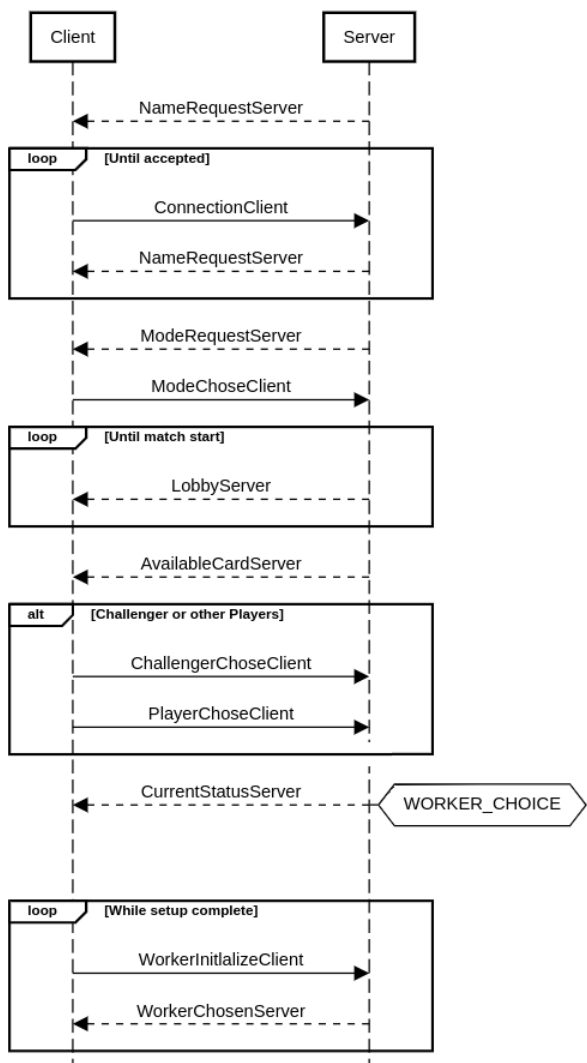 Client
Server
NameRequestServer
loop [Until accepted]
ConnectionClient
NameRequestServer
ModeRequestServer
ModeChoseClient
loop [Until match start]
LobbyServer
AvailableCardServer
alt [Challenger or other Players]
ChallengerChoseClient
PlayerChoseClient
CurrentStatusServer
WORKER_CHOICE
loop [While setup complete]
WorkerInitlalizeClient
WorkerChosenServer